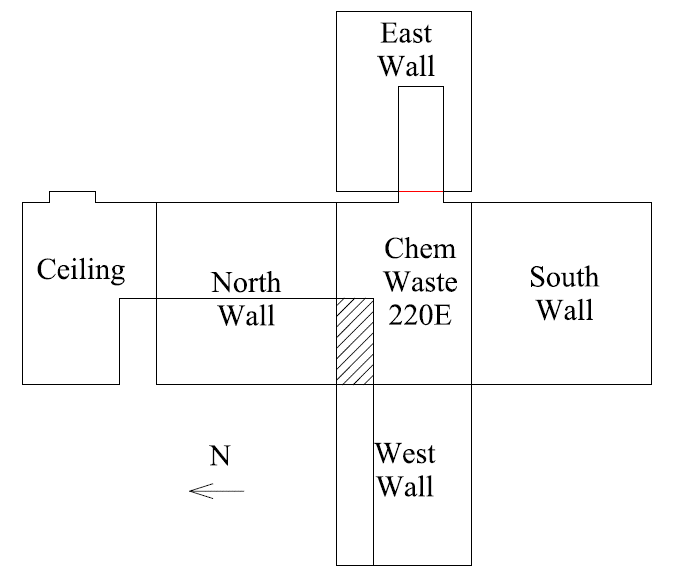 East
Wall
Ceiling
North
Wall
Chem
Waste
220E
South
Wall
N
West
Wall